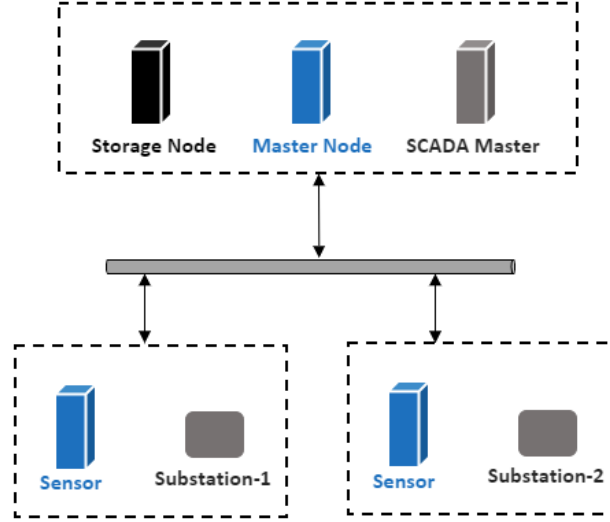 Storage Node
Master Node
SCADA Master
Sensor
Substation-1
Sensor
Substation-2